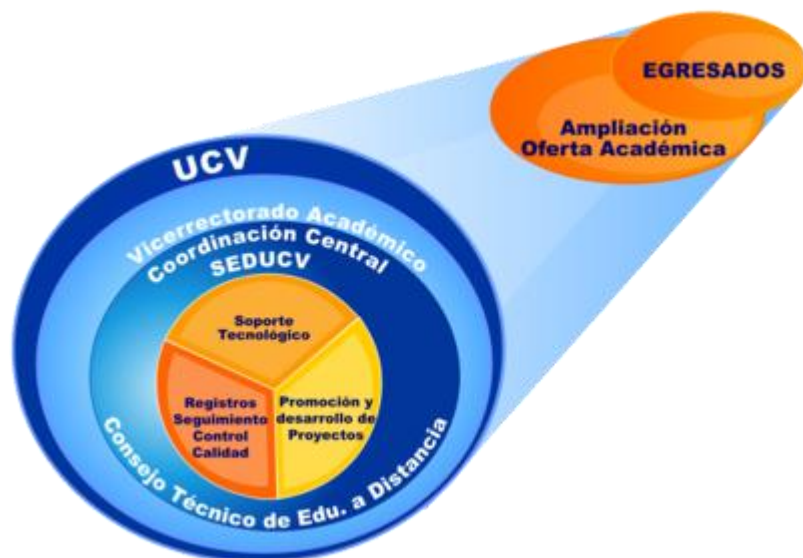 EGRESADOS
Ampliación
Oferta Académica
UCV
Vicerrectorado Académico
Coordinación Central
SEDUCV
Soporte
Tecnológico
Registros
Seguimiento
Control
Calidad
Promoción y
desarrollo de
Proyectos
Consejo Técnico de Edu. a Distancia